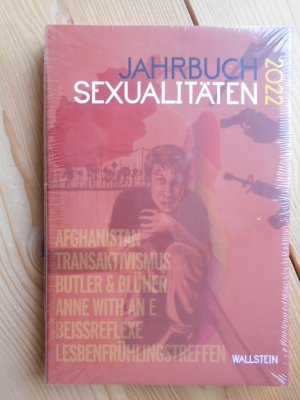 JAHRBUCH
SEXUALITÄTEN
2022
AFGHANISTAN
TRANSAKTIVISMUS
BUTLER & BLÜHER
ANNE WITH AN E
BEISSREFLEXE
LESBENFRÜHLINGSTREFFEN
WALLSTEIN